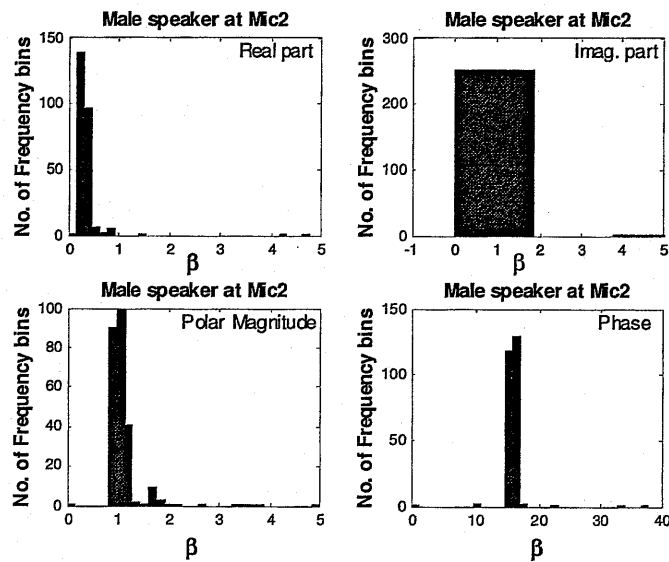 Male speaker at Mic2
Real part
No. of Frequency bins
150
100
50
0
0 1 2 3 4 5
β
Male speaker at Mic2
Imag. part
No. of Frequency bins
300
200
100
0
-1 0 1 2 3 4 5
β
Male speaker at Mic2
Polar Magnitude
No. of Frequency bins
100
80
60
40
20
0
0 1 2 3 4 5
β
Male speaker at Mic2
Phase
No. of Frequency bins
150
100
50
0
0 10 20 30 40
β